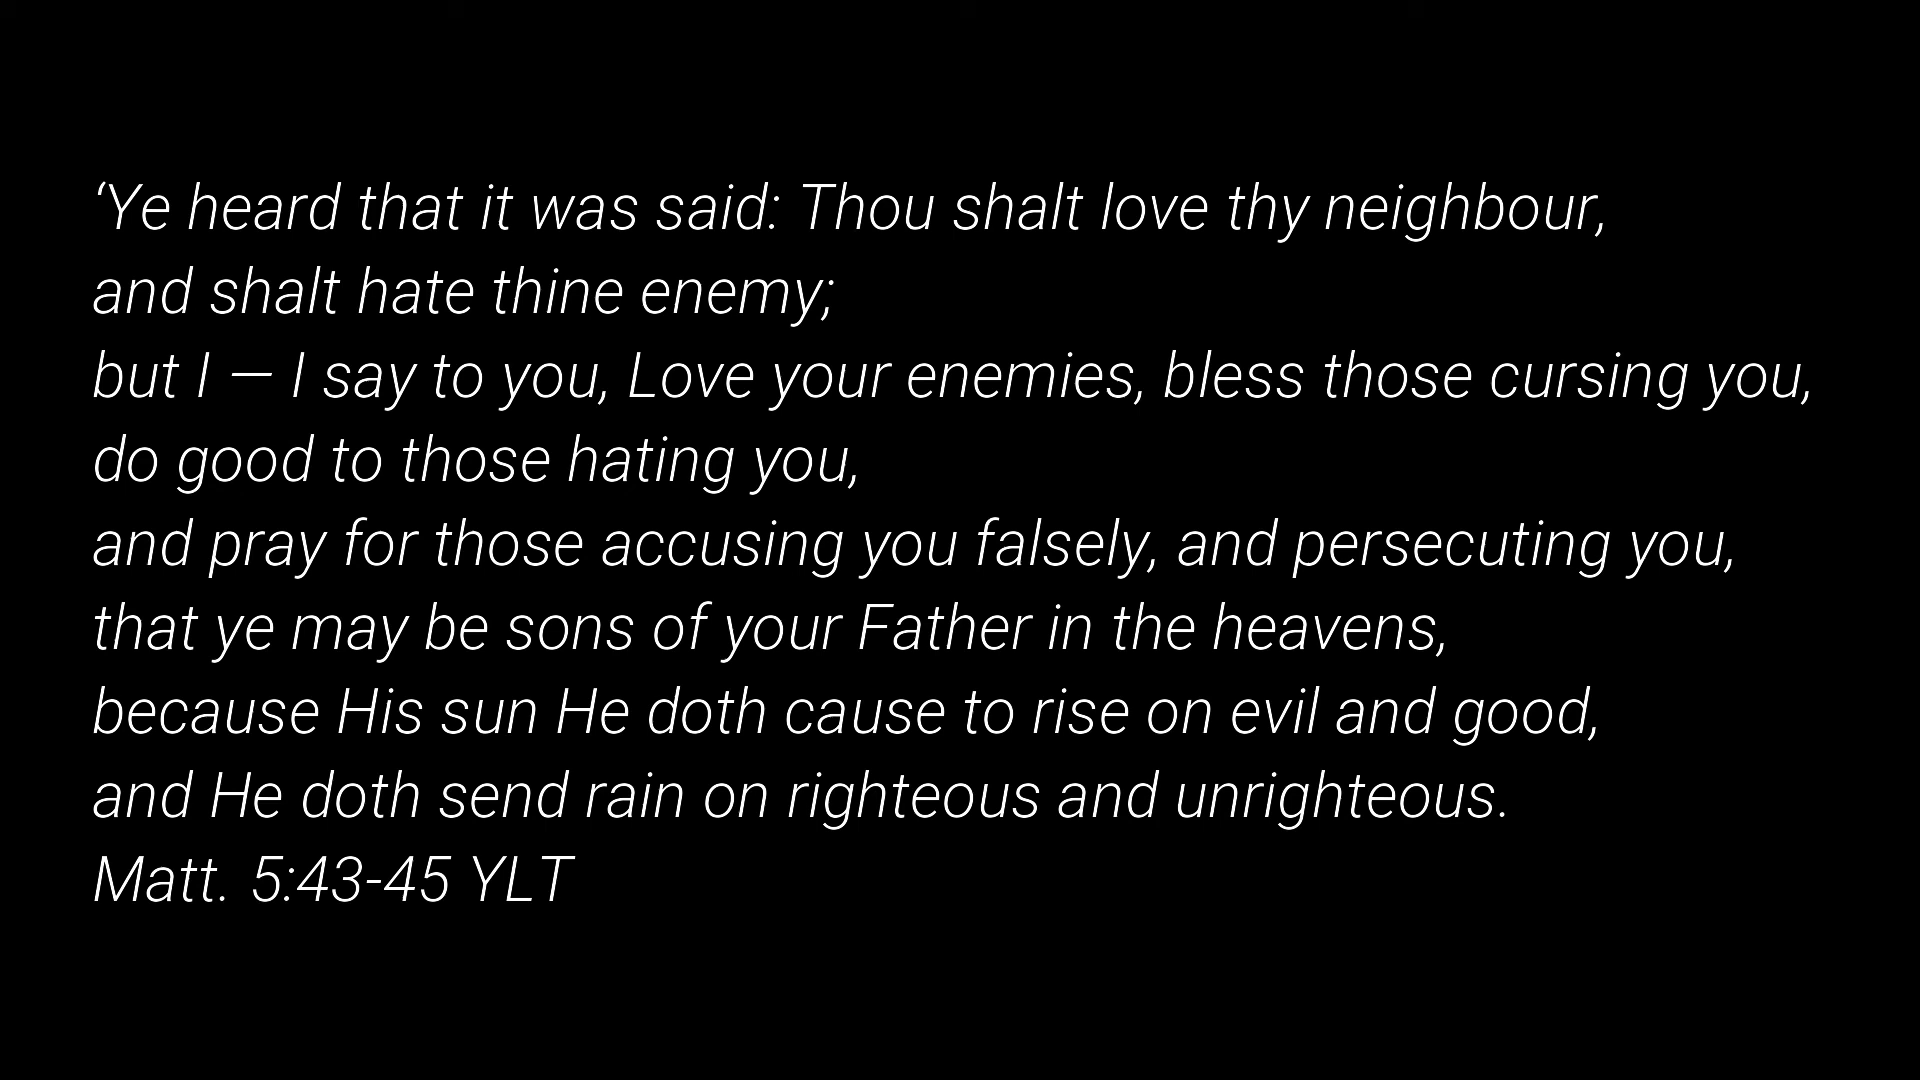 ‘Ye heard that it was said: Thou shalt love thy neighbour,
and shalt hate thine enemy;
but I — I say to you, Love your enemies, bless those cursing you,
do good to those hating you,
and pray for those accusing you falsely, and persecuting you,
that ye may be sons of your Father in the heavens,
because His sun He doth cause to rise on evil and good,
and He doth send rain on righteous and unrighteous.
Matt. 5:43-45 YLT